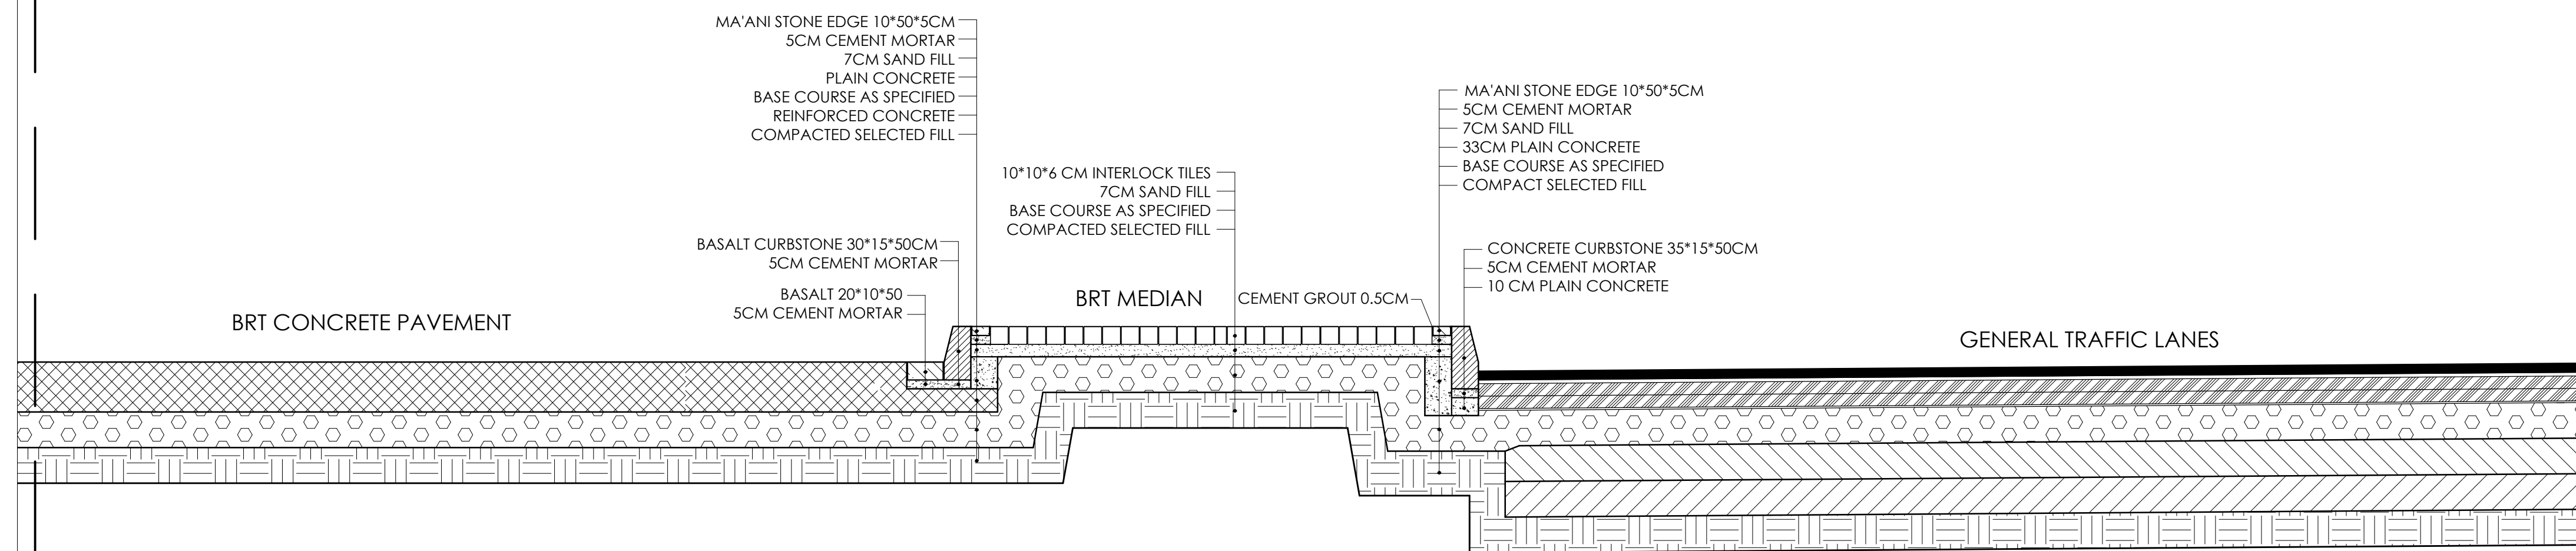 MA'ANI STONE EDGE 10*50*5CM
5CM CEMENT MORTAR
7CM SAND FILL
PLAIN CONCRETE
BASE COURSE AS SPECIFIED
REINFORCED CONCRETE
COMPACTED SELECTED FILL
MA'ANI STONE EDGE 10*50*5CM
5CM CEMENT MORTAR
7CM SAND FILL
33CM PLAIN CONCRETE
BASE COURSE AS SPECIFIED
COMPACT SELECTED FILL
10*10*6 CM INTERLOCK TILES
7CM SAND FILL
BASE COURSE AS SPECIFIED
COMPACTED SELECTED FILL
BASALT CURBSTONE 30*15*50CM
5CM CEMENT MORTAR
CONCRETE CURBSTONE 35*15*50CM
5CM CEMENT MORTAR
10 CM PLAIN CONCRETE
BASALT 20*10*50
5CM CEMENT MORTAR
BRT MEDIAN
CEMENT GROUT 0.5CM
BRT CONCRETE PAVEMENT
GENERAL TRAFFIC LANES